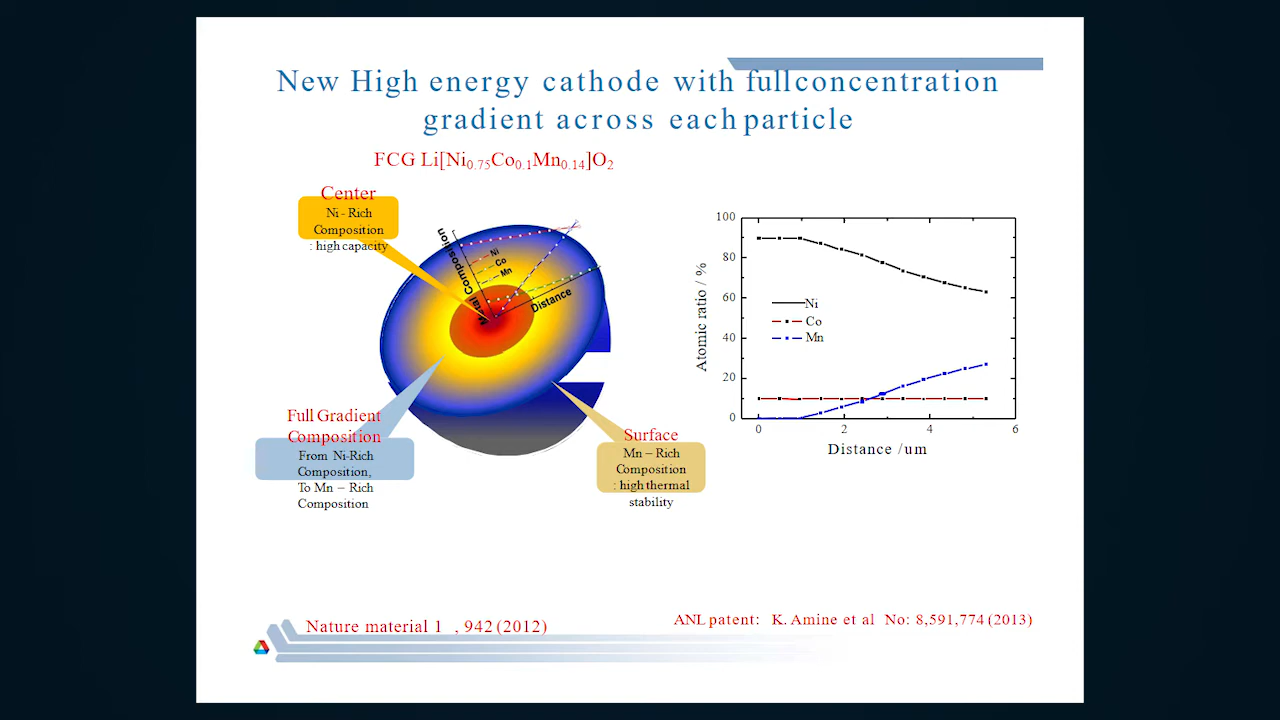 New High energy cathode with fullconcentration
gradient across each particle
FCG Li[Ni0.75Co0.1Mn0.14]O2
Center
Ni - Rich
Composition
: high capacity
Metal Composition
Ni
Co
Mn
Distance
Full Gradient
Composition
From Ni-Rich
Composition,
To Mn – Rich
Composition
Surface
Mn – Rich
Composition
: high thermal
stability
Atomic ratio / %
100
80
60
40
20
0
Ni
Co
Mn
0 2 4 6
Distance /um
Nature material 1 , 942 (2012)
ANL patent: K. Amine et al No: 8,591,774 (2013)